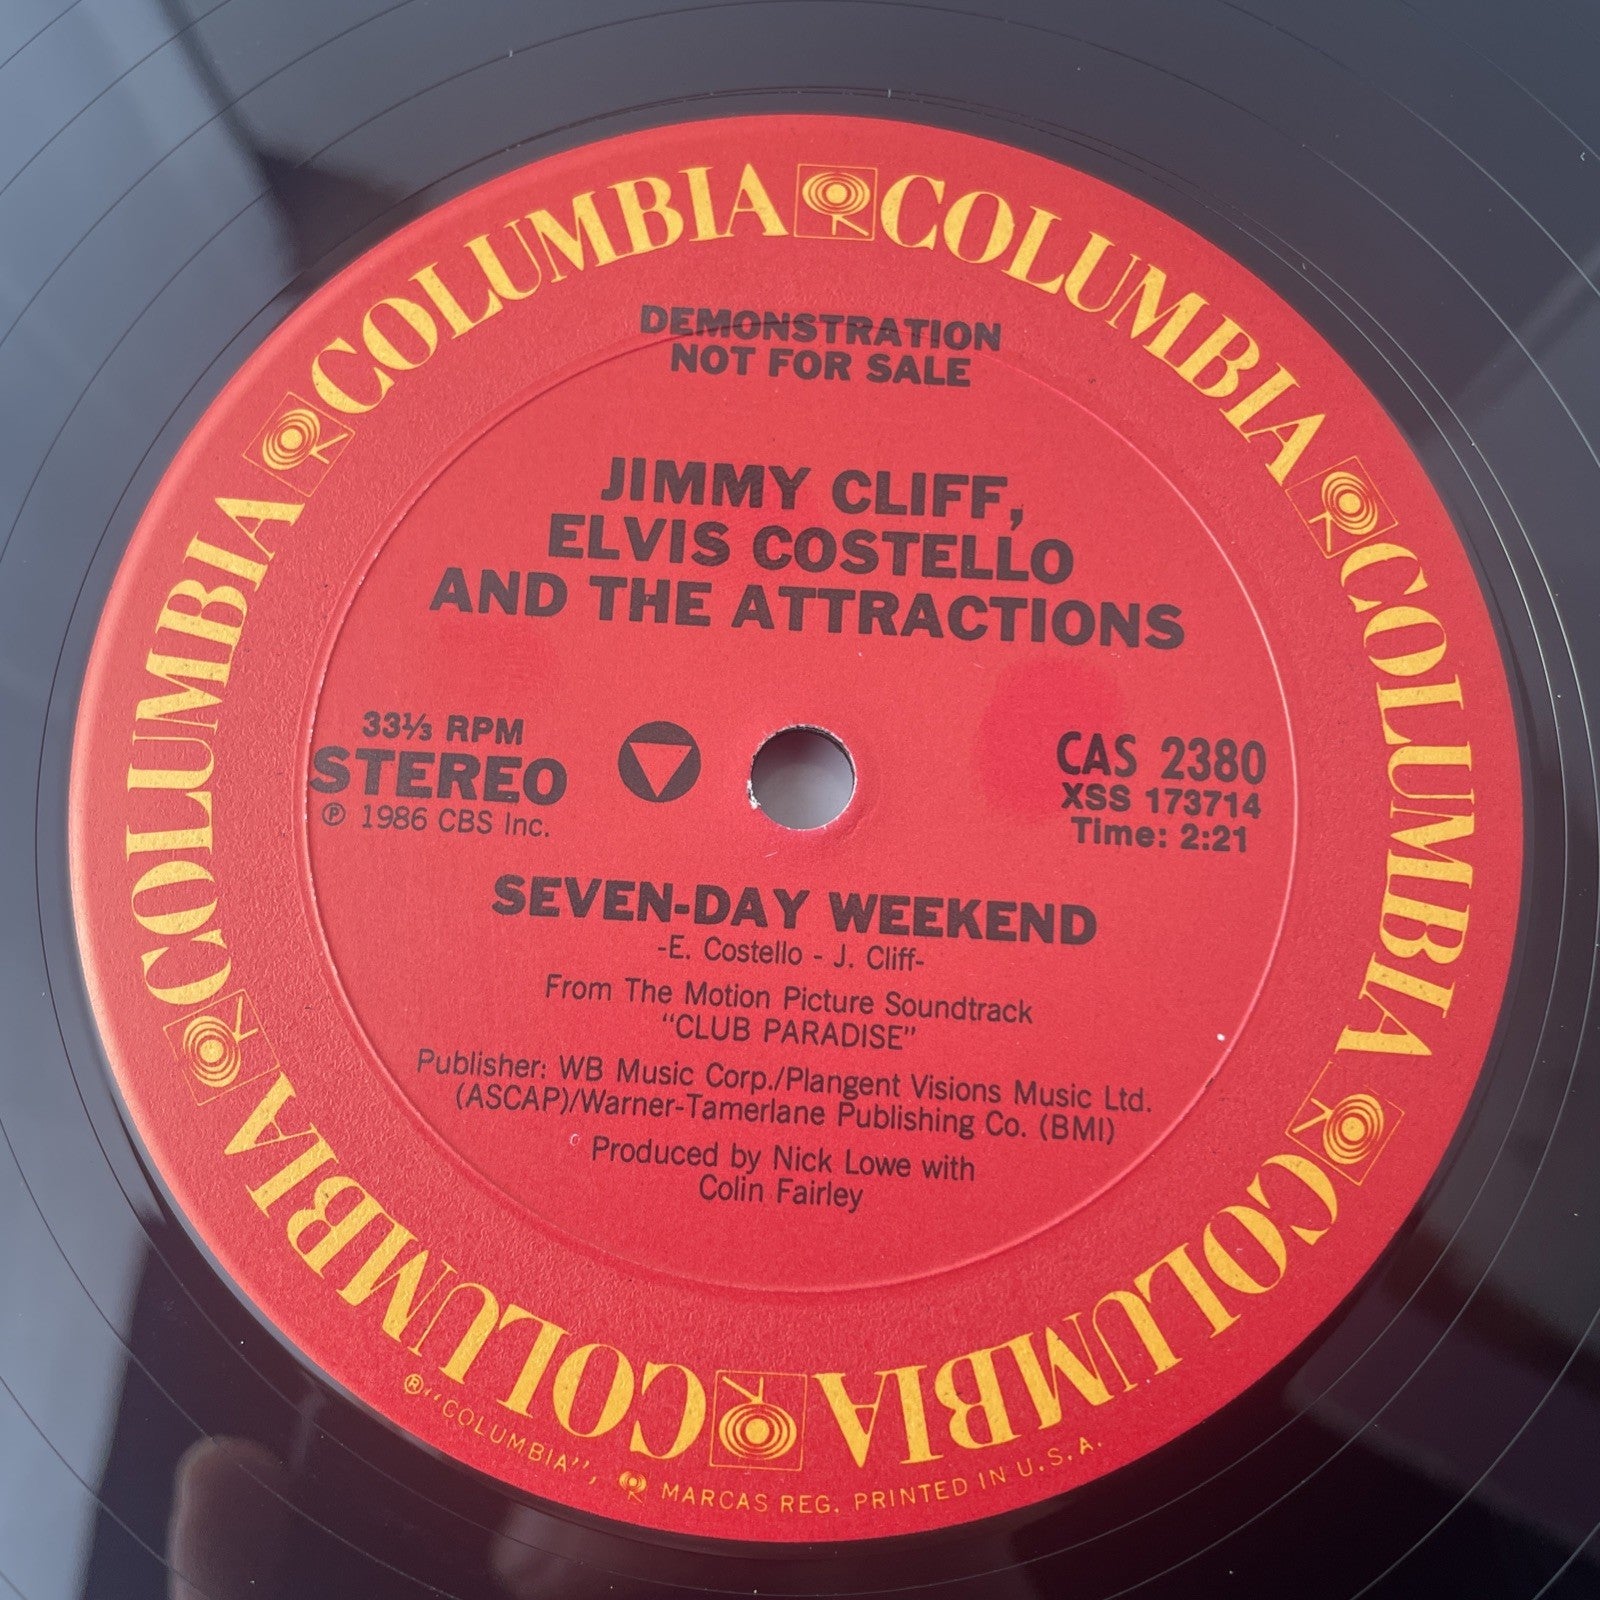 COLUMBIA COLUMBIA COLUMBIA COLUMBIA COLUMBIA COLUMBIA
DEMONSTRATION
NOT FOR SALE
JIMMY CLIFF,
ELVIS COSTELLO
AND THE ATTRACTIONS
33⅓ RPM
STEREO
℗ 1986 CBS Inc.
CAS 2380
XSS 173714
Time: 2:21
SEVEN-DAY WEEKEND
-E. Costello - J. Cliff-
From The Motion Picture Soundtrack
"CLUB PARADISE"
Publisher: WB Music Corp./Plangent Visions Music Ltd.
(ASCAP)/Warner-Tamerlane Publishing Co. (BMI)
Produced by Nick Lowe with
Colin Fairley
® "COLUMBIA", MARCAS REG. PRINTED IN U.S.A.